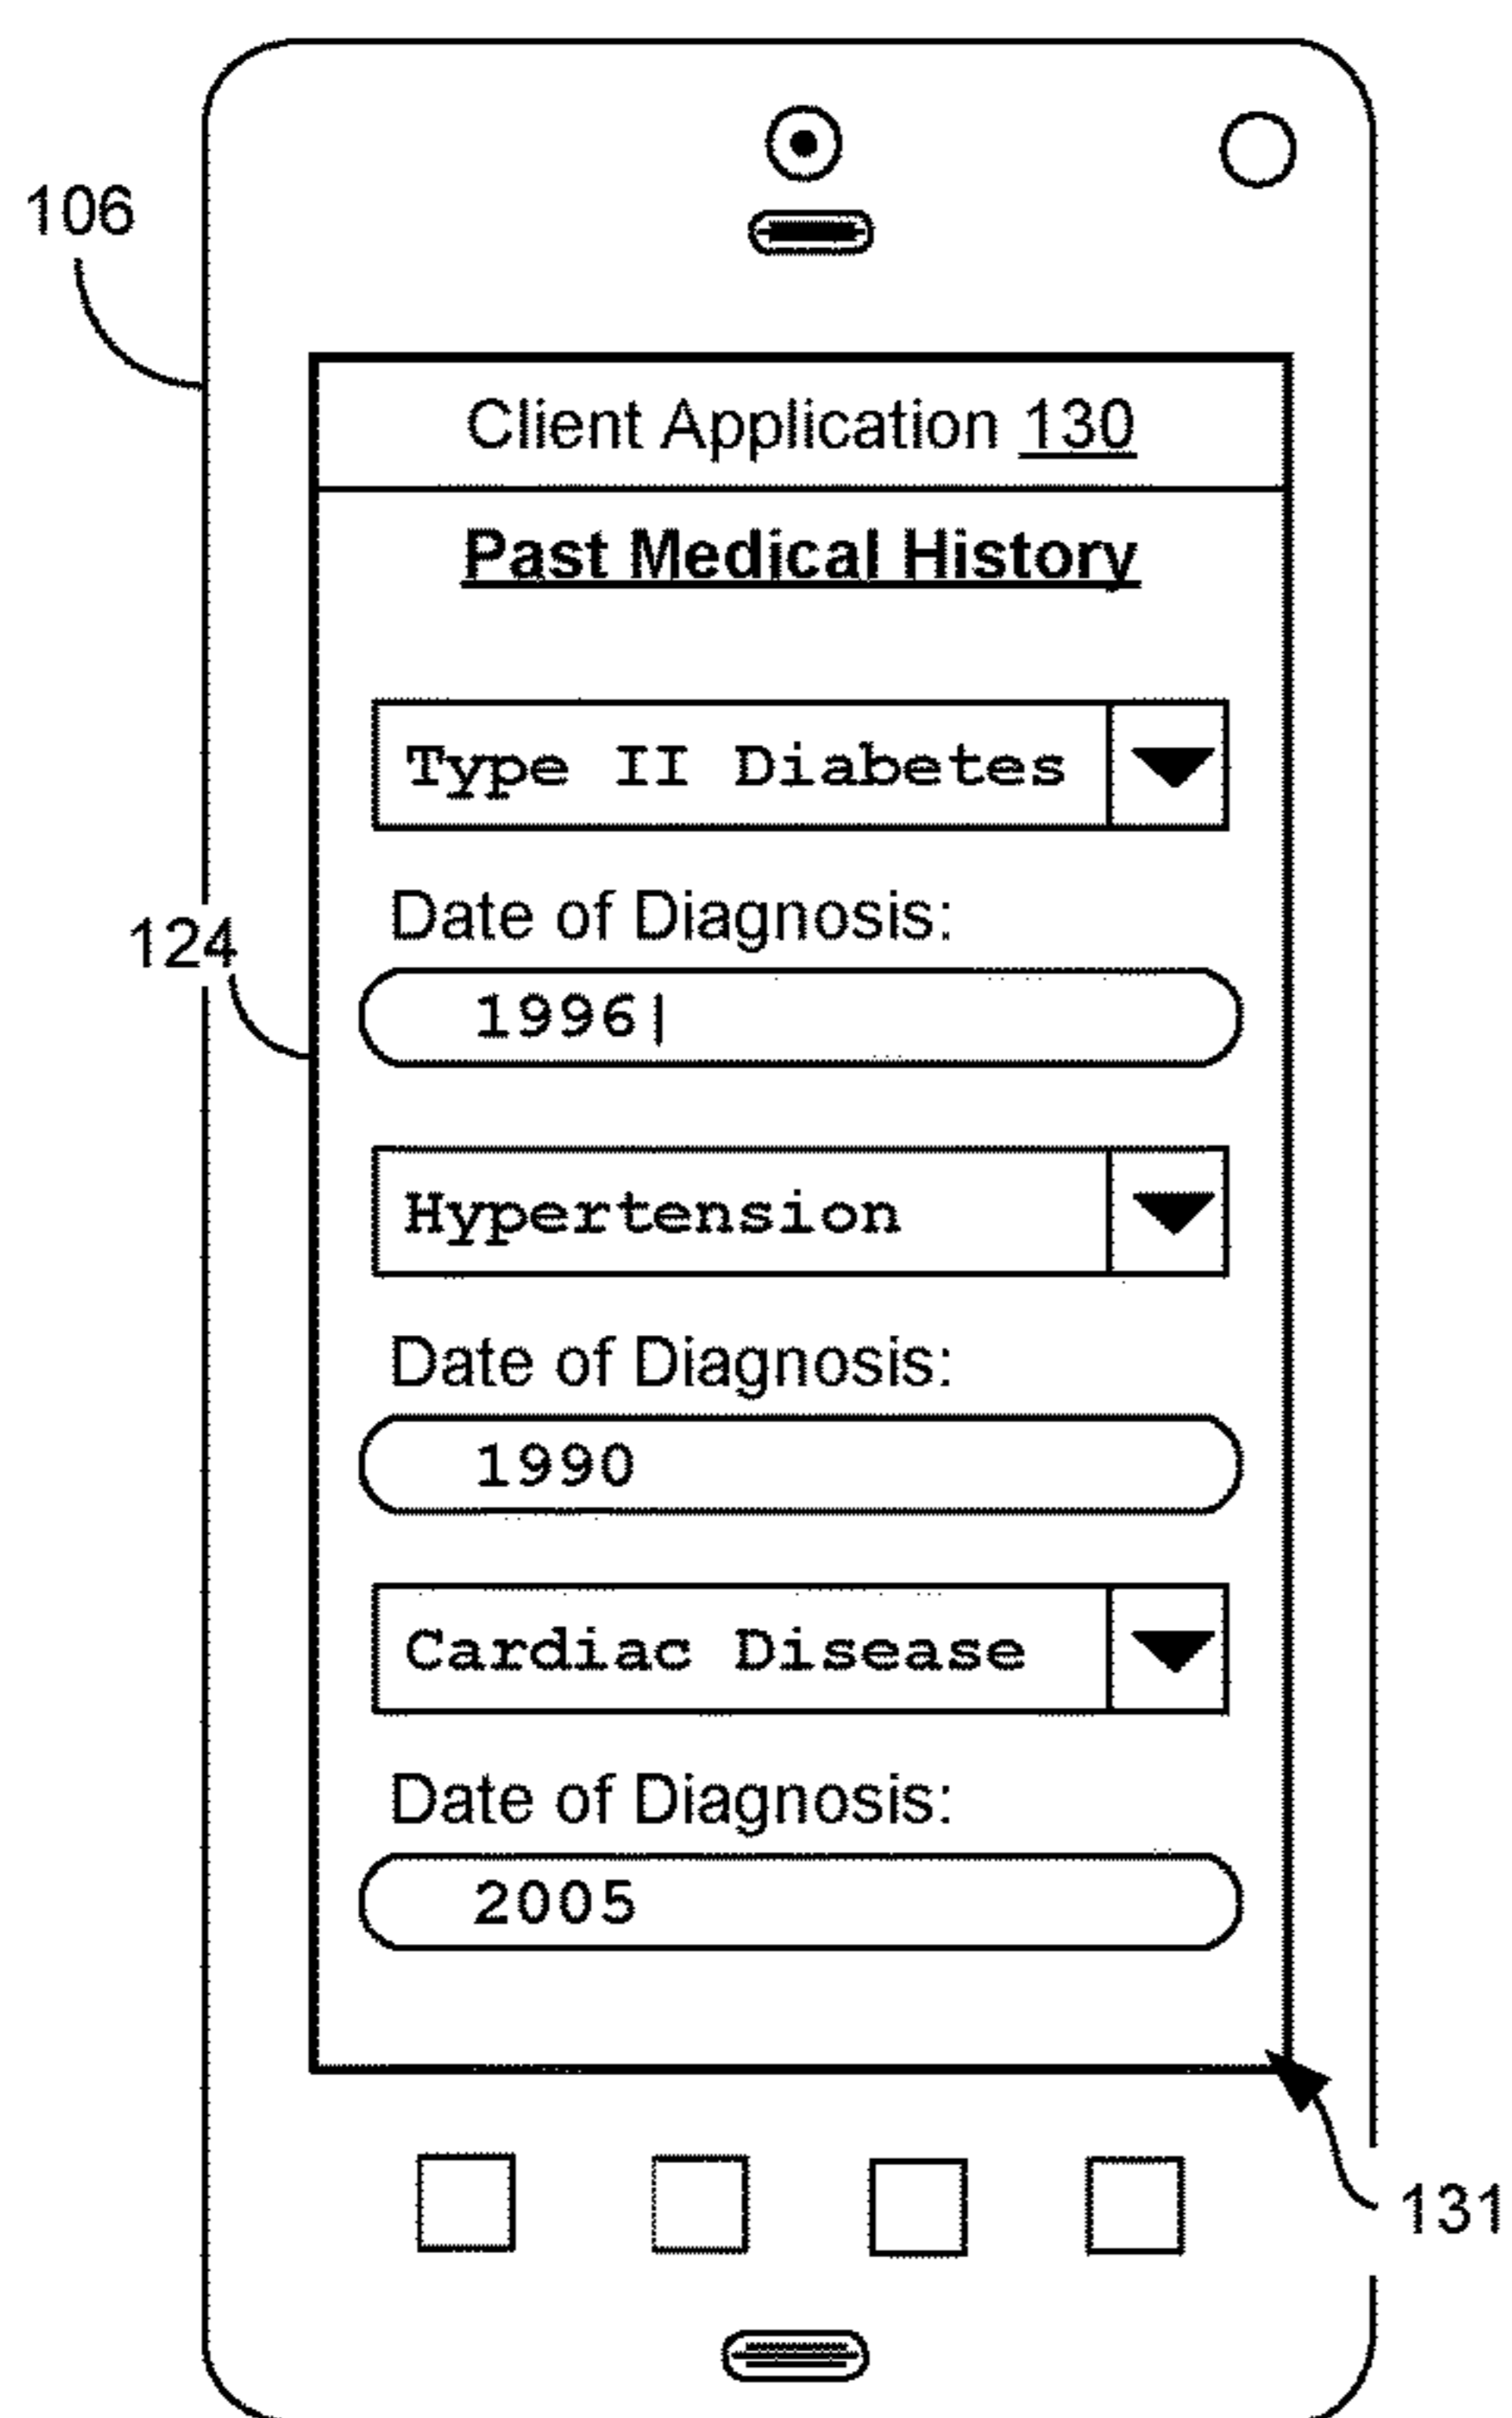 106
Client Application 130
Past Medical History
Type II Diabetes
124
Date of Diagnosis:
1996|
Hypertension
Date of Diagnosis:
1990
Cardiac Disease
Date of Diagnosis:
2005
131